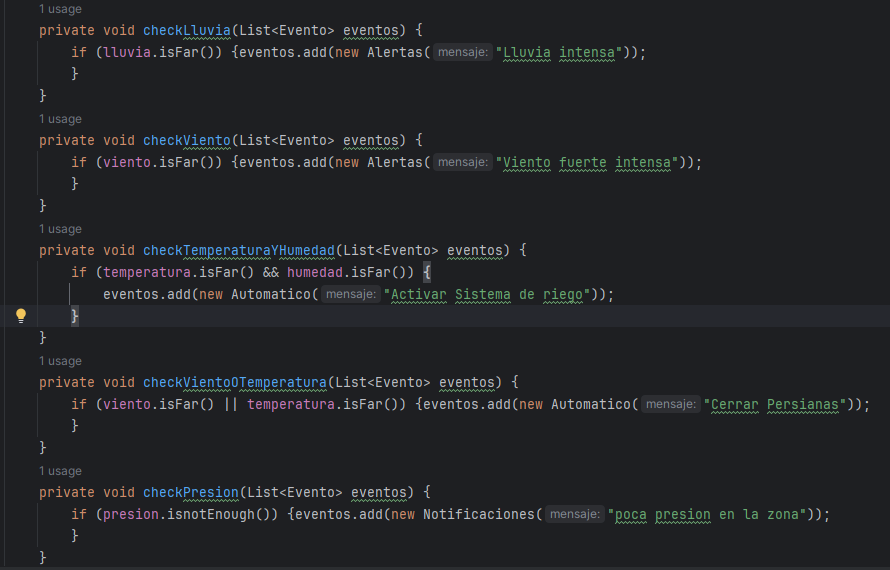 1 usage
private void checkLluvia(List<Evento> eventos) {
if (lluvia.isFar()) {eventos.add(new Alertas( mensaje: "Lluvia intensa"));
}
}
1 usage
private void checkViento(List<Evento> eventos) {
if (viento.isFar()) {eventos.add(new Alertas( mensaje: "Viento fuerte intensa"));
}
}
1 usage
private void checkTemperaturaYHumedad(List<Evento> eventos) {
if (temperatura.isFar() && humedad.isFar()) {
eventos.add(new Automatico( mensaje: "Activar Sistema de riego"));
}
}
1 usage
private void checkVientoOTemperatura(List<Evento> eventos) {
if (viento.isFar() || temperatura.isFar()) {eventos.add(new Automatico( mensaje: "Cerrar Persianas"));
}
}
1 usage
private void checkPresion(List<Evento> eventos) {
if (presion.isnotEnough()) {eventos.add(new Notificaciones( mensaje: "poca presion en la zona"));
}
}